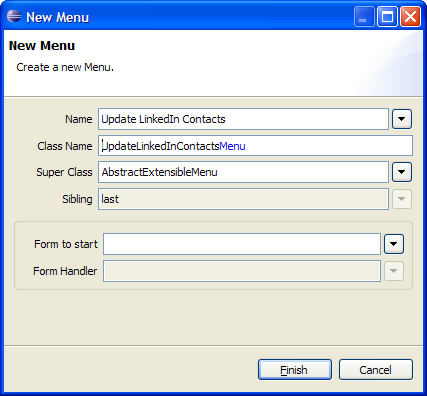 New Menu
New Menu
Create a new Menu.
Name Update LinkedIn Contacts
Class Name UpdateLinkedInContactsMenu
Super Class AbstractExtensibleMenu
Sibling last
Form to start
Form Handler
Finish Cancel